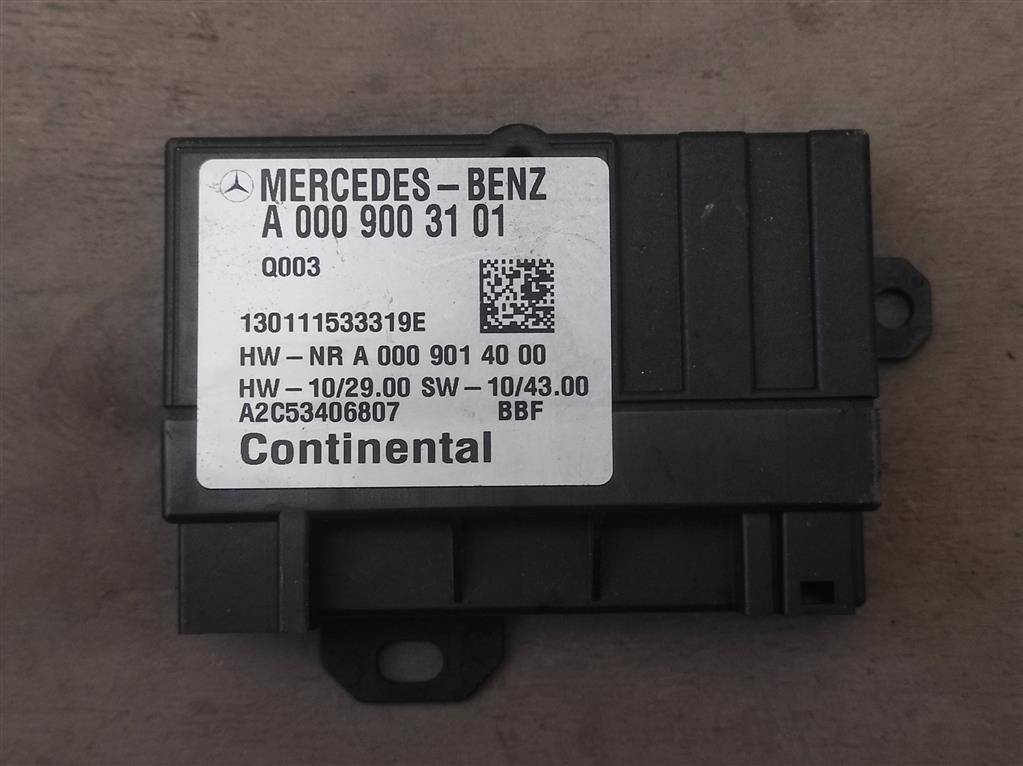 MERCEDES-BENZ
A 000 900 31 01
Q003
130111533319E
HW-NR A 000 901 40 00
HW-10/29.00 SW-10/43.00
A2C53406807 BBF
Continental